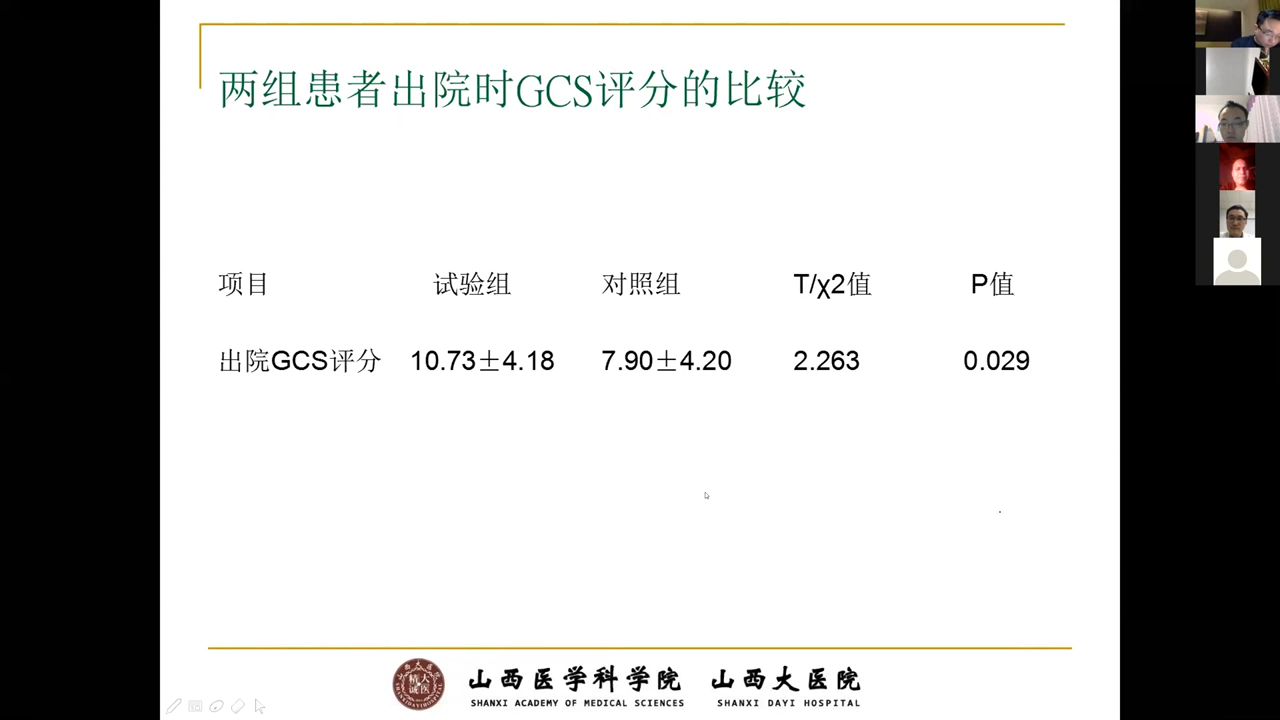 两组患者出院时GCS评分的比较
项目 试验组 对照组 T/χ2值 P值
出院GCS评分 10.73±4.18 7.90±4.20 2.263 0.029
山西医学科学院 山西大医院
SHANXI ACADEMY OF MEDICAL SCIENCES SHANXI DAYI HOSPITAL